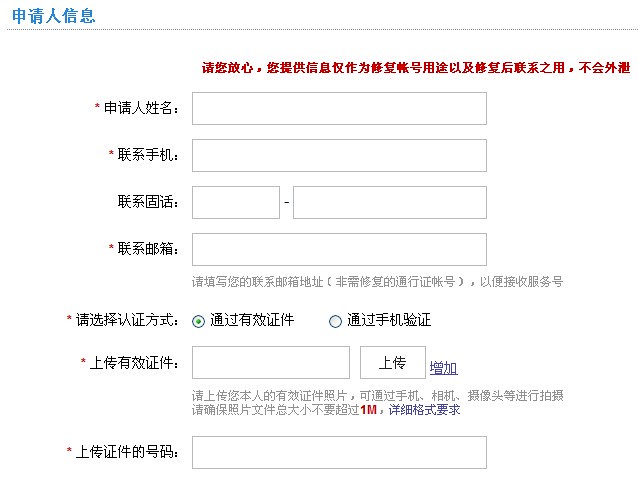 申请人信息
请您放心，您提供信息仅作为修复帐号用途以及修复后联系之用，不会外泄
* 申请人姓名：
* 联系手机：
联系固话： -
* 联系邮箱：
请填写您的联系邮箱地址（非需修复的通行证帐号），以便接收服务号
* 请选择认证方式： 通过有效证件 通过手机验证
* 上传有效证件： 上传 增加
请上传您本人的有效证件照片，可通过手机、相机、摄像头等进行拍摄
请确保照片文件总大小不要超过1M，详细格式要求
* 上传证件的号码：